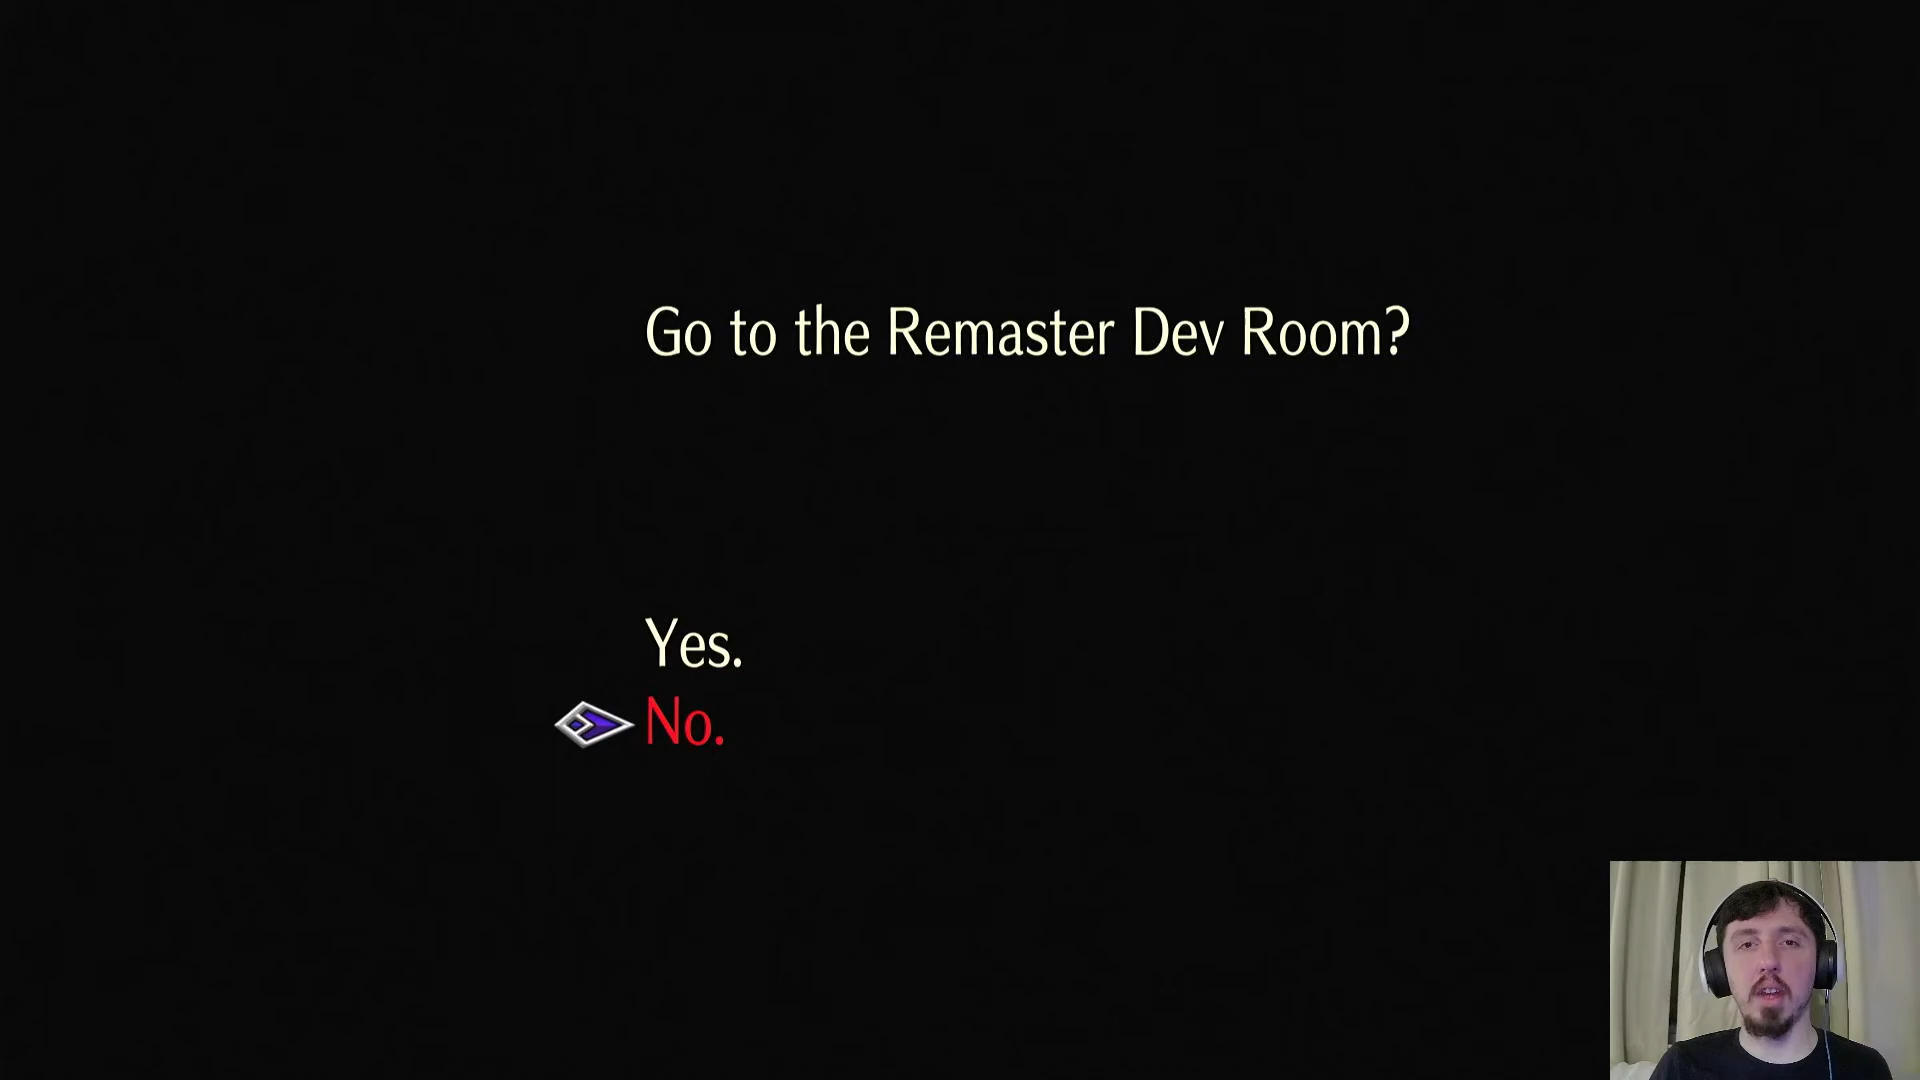 Go to the Remaster Dev Room?
Yes.
No.